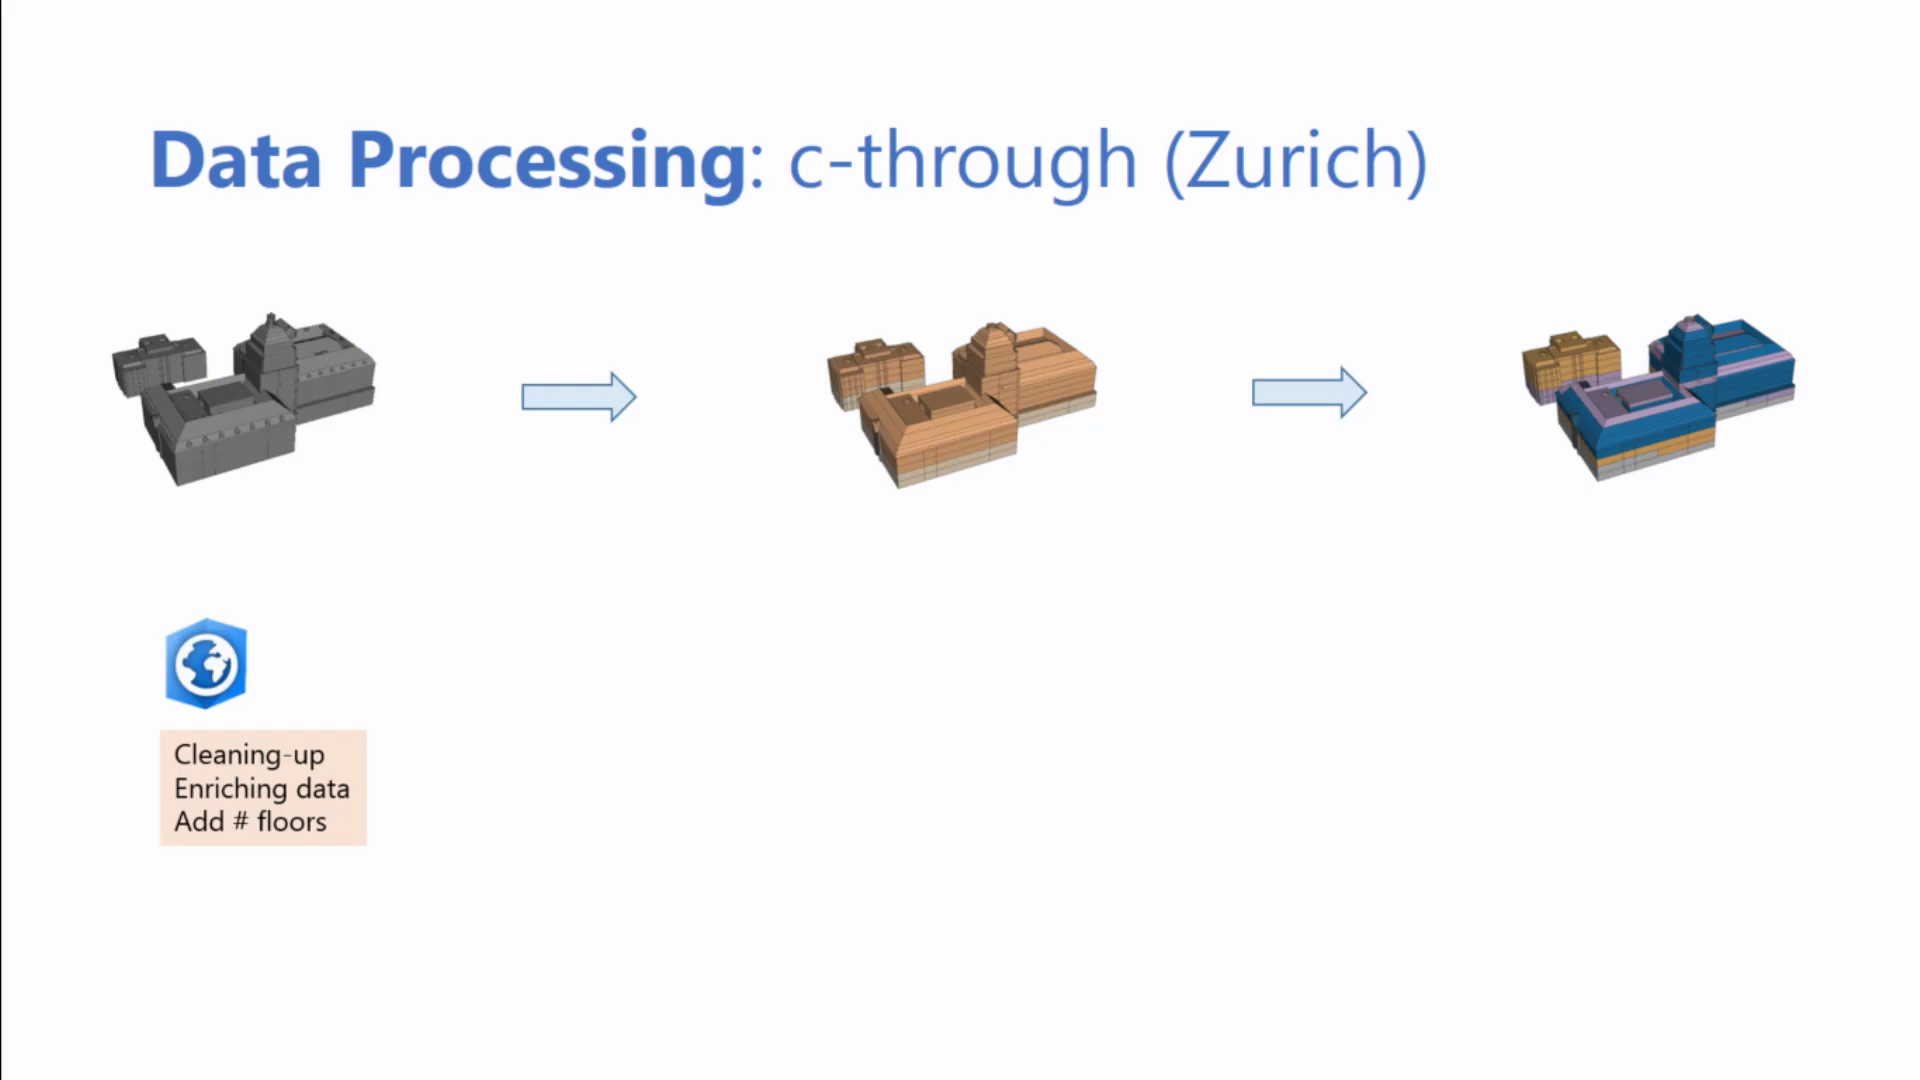 Data Processing: c-through (Zurich)
Cleaning-up
Enriching data
Add # floors